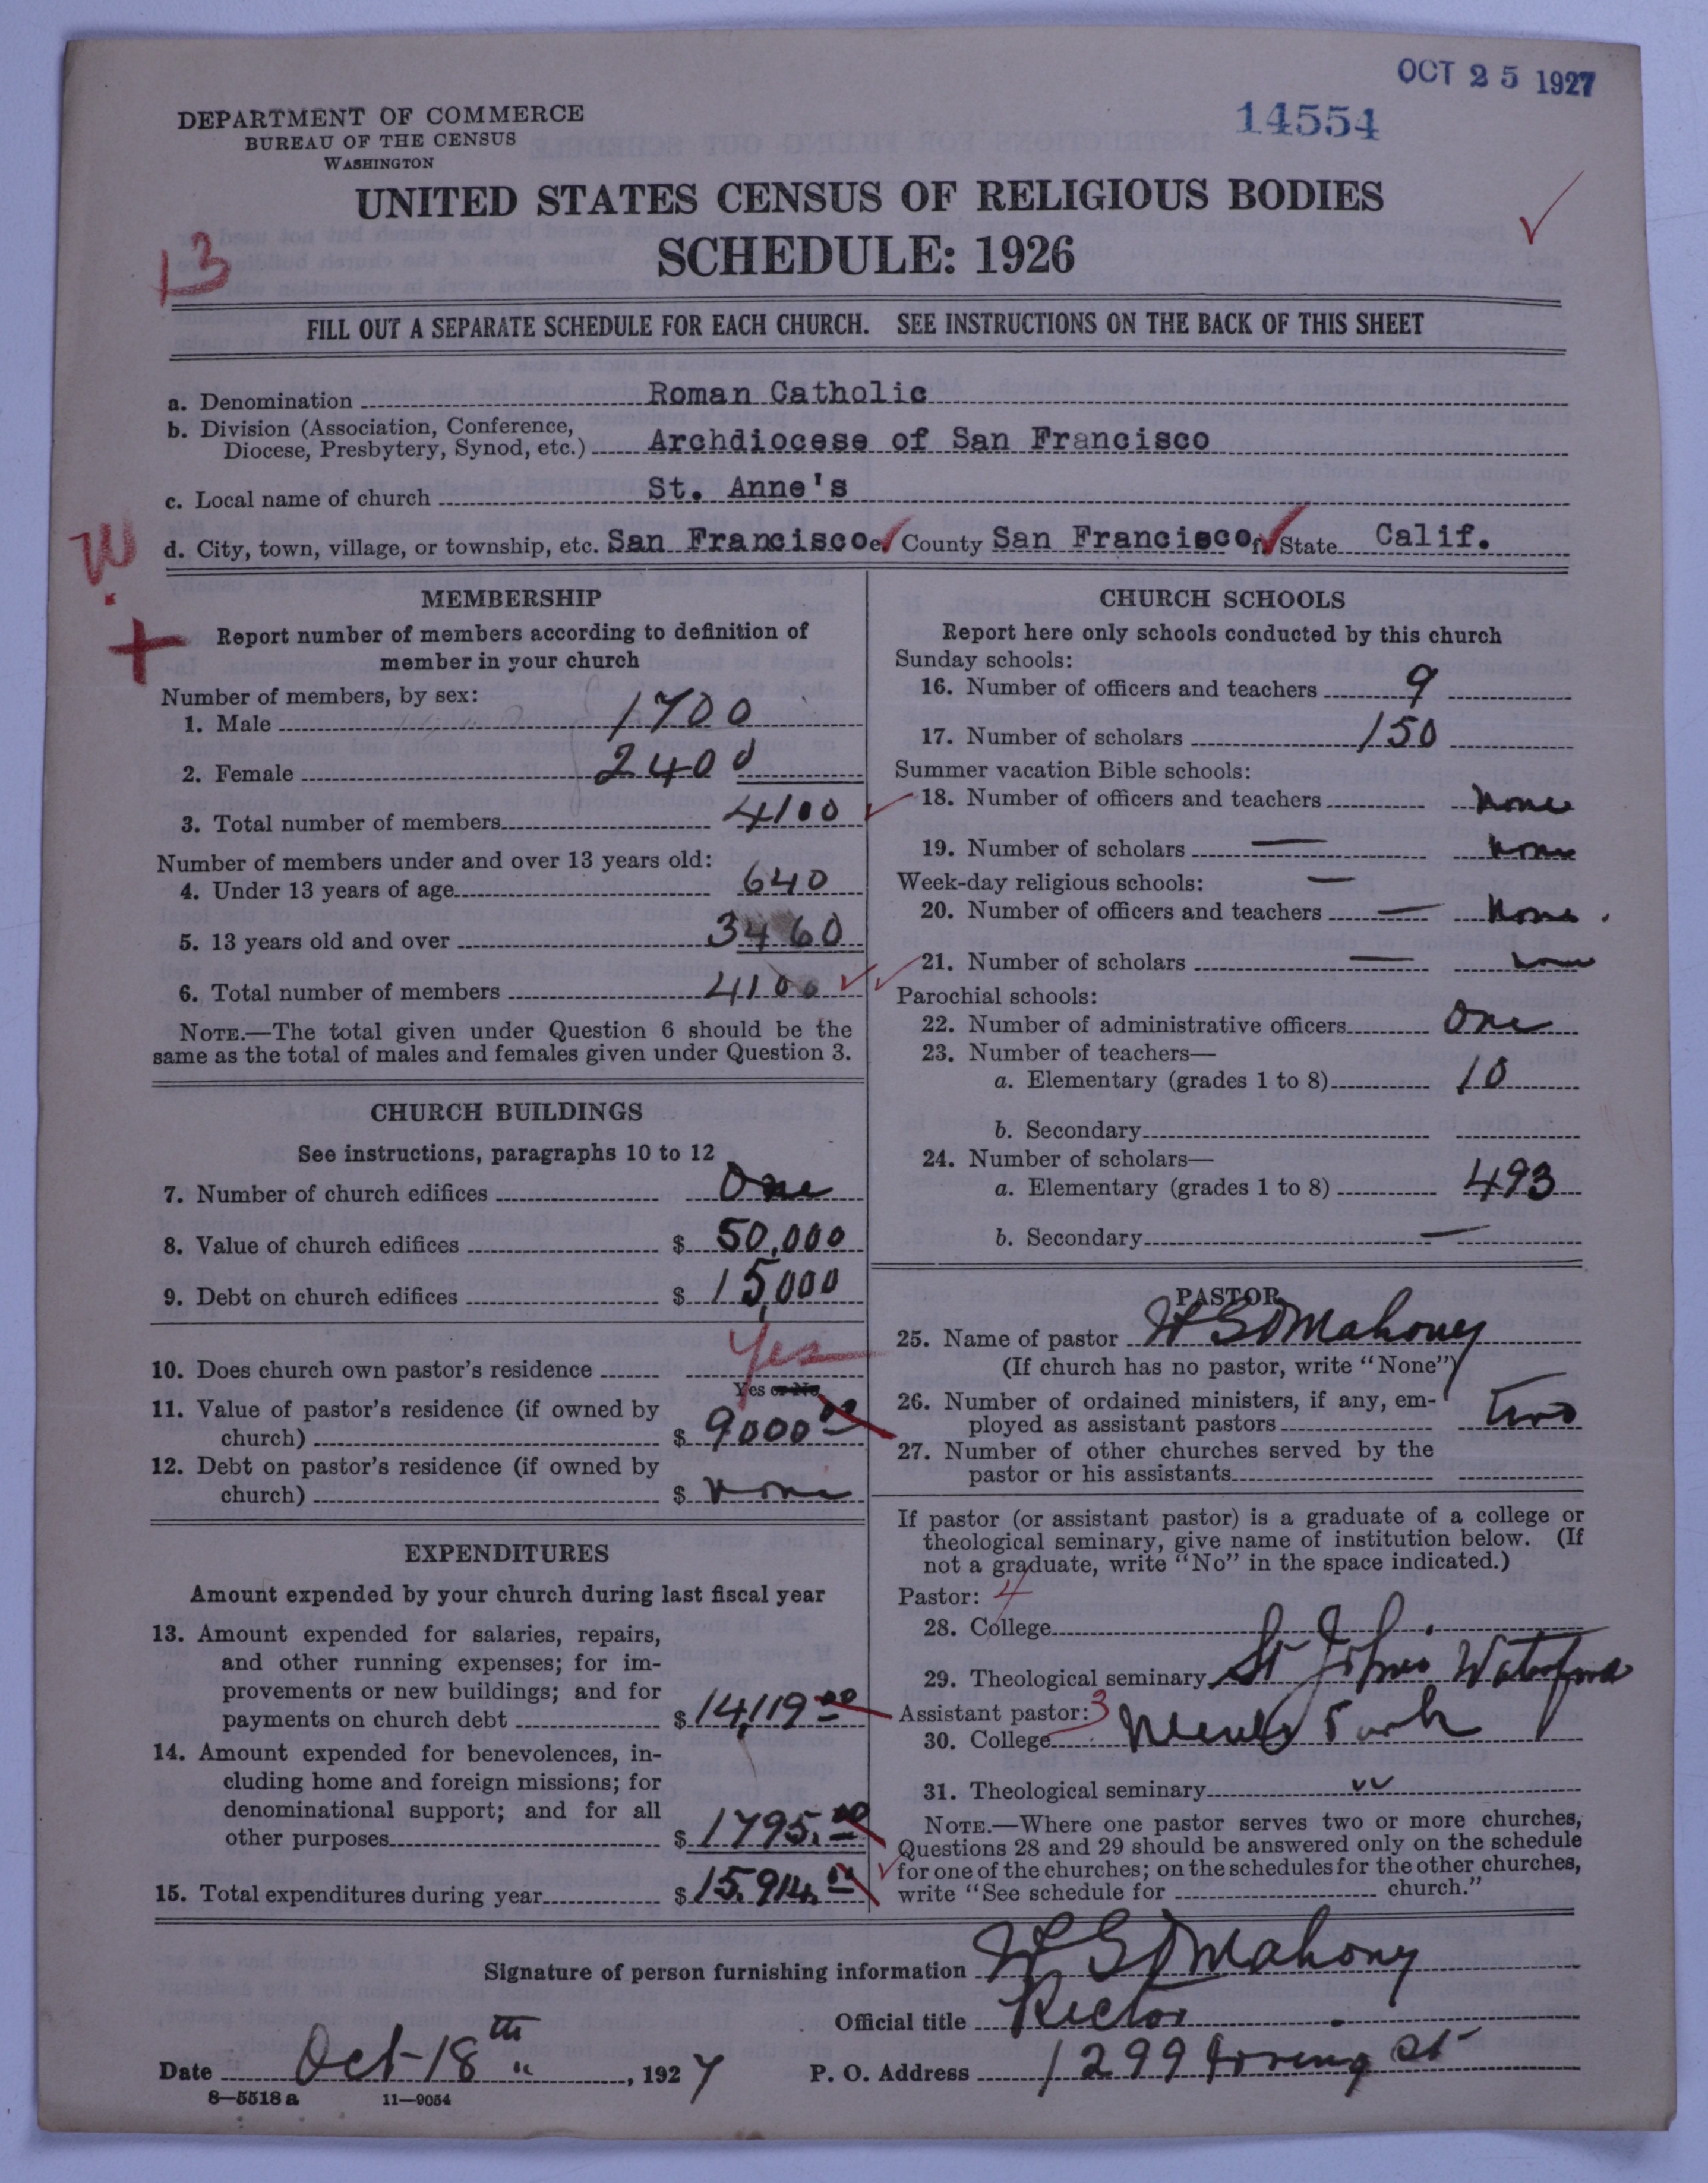 OCT 25 1927
14554
DEPARTMENT OF COMMERCE
BUREAU OF THE CENSUS
WASHINGTON
UNITED STATES CENSUS OF RELIGIOUS BODIES
SCHEDULE: 1926
13
FILL OUT A SEPARATE SCHEDULE FOR EACH CHURCH. SEE INSTRUCTIONS ON THE BACK OF THIS SHEET
a. Denomination Roman Catholic
b. Division (Association, Conference,
Diocese, Presbytery, Synod, etc.) Archdiocese of San Francisco
c. Local name of church St. Anne's
d. City, town, village, or township, etc. San Francisco e. County San Francisco f. State Calif.
W
+
MEMBERSHIP
Report number of members according to definition of
member in your church
Number of members, by sex:
1. Male 1700
2. Female 2400
3. Total number of members 4100
Number of members under and over 13 years old:
4. Under 13 years of age 640
5. 13 years old and over 3460
6. Total number of members 4100
NOTE.—The total given under Question 6 should be the
same as the total of males and females given under Question 3.
CHURCH BUILDINGS
See instructions, paragraphs 10 to 12
7. Number of church edifices One
8. Value of church edifices $ 50,000
9. Debt on church edifices $ 15,000
10. Does church own pastor's residence Yes
Yes or No
11. Value of pastor's residence (if owned by
church) $ 9000 00
12. Debt on pastor's residence (if owned by
church) $ none
EXPENDITURES
Amount expended by your church during last fiscal year
13. Amount expended for salaries, repairs,
and other running expenses; for im-
provements or new buildings; and for
payments on church debt $ 14,119 00
14. Amount expended for benevolences, in-
cluding home and foreign missions; for
denominational support; and for all
other purposes $ 1795.00
15. Total expenditures during year $ 15,914.00
CHURCH SCHOOLS
Report here only schools conducted by this church
Sunday schools:
16. Number of officers and teachers 9
17. Number of scholars 150
Summer vacation Bible schools:
18. Number of officers and teachers none
19. Number of scholars — none
Week-day religious schools: —
20. Number of officers and teachers — none.
21. Number of scholars — none
Parochial schools:
22. Number of administrative officers One
23. Number of teachers—
a. Elementary (grades 1 to 8) 10
b. Secondary
24. Number of scholars—
a. Elementary (grades 1 to 8) 493
b. Secondary —
PASTOR
25. Name of pastor O'Mahony
(If church has no pastor, write "None")
26. Number of ordained ministers, if any, em-
ployed as assistant pastors two
27. Number of other churches served by the
pastor or his assistants
If pastor (or assistant pastor) is a graduate of a college or
theological seminary, give name of institution below. (If
not a graduate, write "No" in the space indicated.)
Pastor: 4
28. College
29. Theological seminary St Johns Waterford
Assistant pastor: 3
30. College Menlo Park
31. Theological seminary
NOTE.—Where one pastor serves two or more churches,
Questions 28 and 29 should be answered only on the schedule
for one of the churches; on the schedules for the other churches,
write "See schedule for church."
Signature of person furnishing information O'Mahony
Official title Rector
Date Oct 18th, 1927 P. O. Address 1299 Irving St
8—5518 a 11—9054